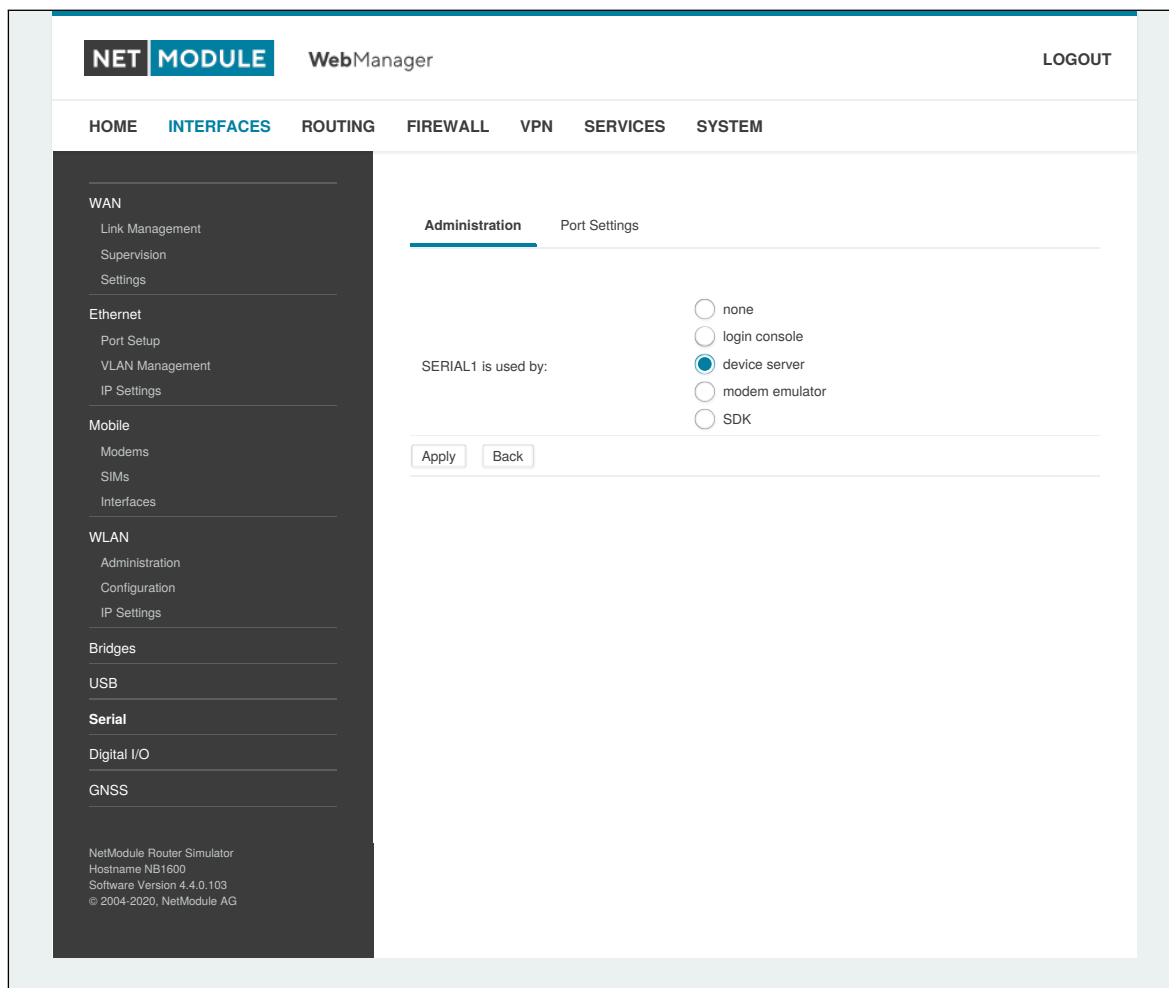 NET MODULE WebManager LOGOUT
HOME INTERFACES ROUTING FIREWALL VPN SERVICES SYSTEM
WAN
Link Management
Supervision
Settings
Ethernet
Port Setup
VLAN Management
IP Settings
Mobile
Modems
SIMs
Interfaces
WLAN
Administration
Configuration
IP Settings
Bridges
USB
Serial
Digital I/O
GNSS
NetModule Router Simulator
Hostname NB1600
Software Version 4.4.0.103
© 2004-2020, NetModule AG
Administration Port Settings
SERIAL1 is used by:
none
login console
device server
modem emulator
SDK
Apply Back